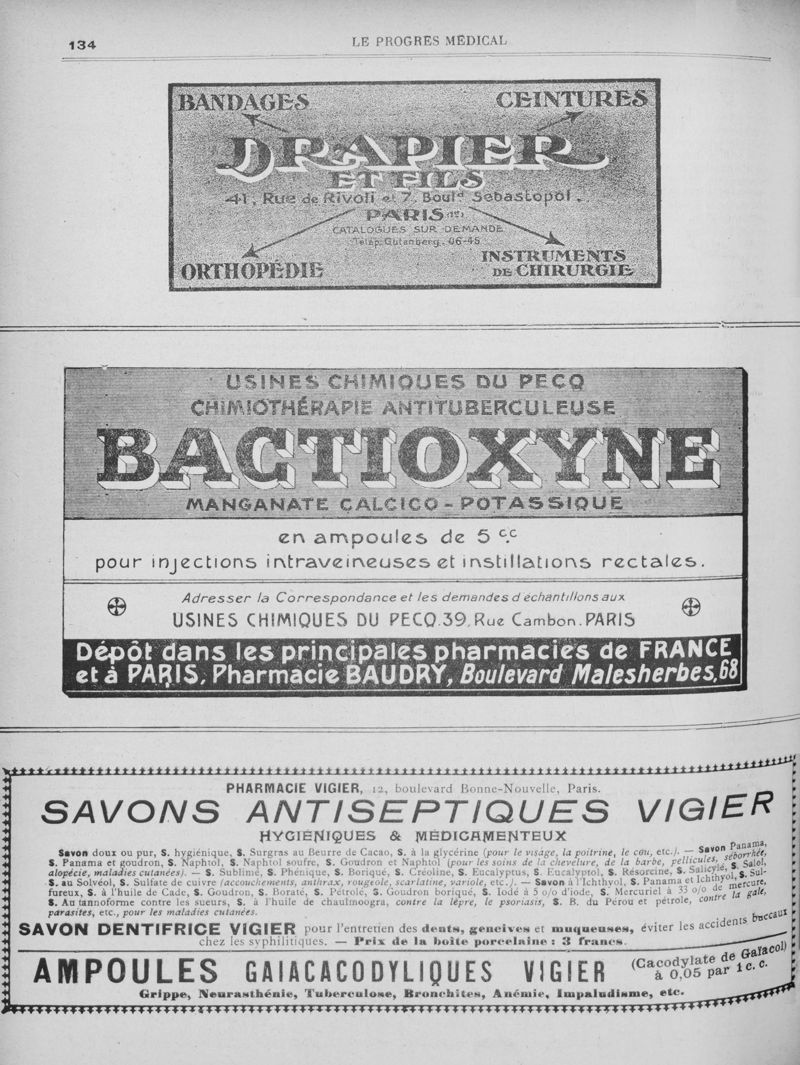 134
LE PROGRES MÉDICAL
BANDAGES CEINTURES
DRAPIER
ET FILS
41, Rue de Rivoli et 7, Boulᵈ Sébastopol.
PARIS (1er)
CATALOGUES SUR DEMANDE
Télép. Gutenberg. 06-45
ORTHOPÉDIE INSTRUMENTS
DE CHIRURGIE
USINES CHIMIQUES DU PECQ
CHIMIOTHÉRAPIE ANTITUBERCULEUSE
BACTIOXYNE
MANGANATE CALCICO-POTASSIQUE
en ampoules de 5 c.c
pour injections intraveineuses et instillations rectales.
Adresser la Correspondance et les demandes d'échantillons aux
USINES CHIMIQUES DU PECQ. 39, Rue Cambon. PARIS
Dépôt dans les principales pharmacies de FRANCE
et à PARIS, Pharmacie BAUDRY, Boulevard Malesherbes, 68
PHARMACIE VIGIER, 12, boulevard Bonne-Nouvelle, Paris.
SAVONS ANTISEPTIQUES VIGIER
HYGIÉNIQUES & MÉDICAMENTEUX
Savon doux ou pur, S. hygiénique, S. Surgras au Beurre de Cacao, S. à la glycérine (pour le visage, la poitrine, le cou, etc.). — Savon Panama,
S. Panama et goudron, S. Naphtol, S. Naphtol soufre, S. Goudron et Naphtol (pour les soins de la chevelure, de la barbe, pellicules, séborrhée,
alopécie, maladies cutanées). — S. Sublimé, S. Phénique, S. Boriqué, S. Créoline, S. Eucalyptus, S. Eucalyptol, S. Résorcine, S. Salicylé, S. Salol,
S. au Solvéol, S. Sulfate de cuivre (accouchements, anthrax, rougeole, scarlatine, variole, etc.). — Savon à l'Ichthyol, S. Panama et Ichthyol, S. Sul-
fureux, S. à l'huile de Cade, S. Goudron, S. Boraté, S. Pétrole, S. Goudron boriqué, S. Iodé à 5 o/o d'iode, S. Mercuriel à 33 o/o de mercure,
S. Au tannoforme contre les sueurs, S. à l'huile de chaulmoogra, contre la lèpre, le psoriasis, S. B. du Pérou et pétrole, contre la gale,
parasites, etc., pour les maladies cutanées.
SAVON DENTIFRICE VIGIER pour l'entretien des dents, gencives et muqueuses, éviter les accidents buccaux
chez les syphilitiques. — Prix de la boîte porcelaine : 3 francs.
AMPOULES GAIACACODYLIQUES VIGIER (Cacodylate de Gaïacol)
à 0,05 par 1 c. c.
Grippe, Neurasthénie, Tuberculose, Bronchites, Anémie, Impaludisme, etc.